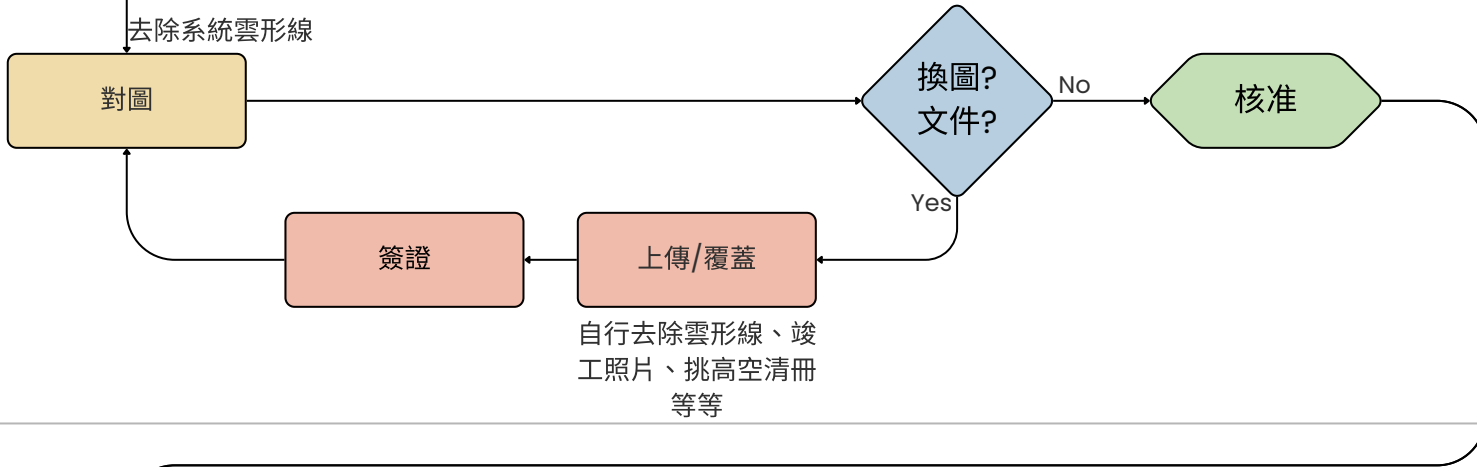 去除系統雲形線
對圖
換圖?
文件?
No
核准
Yes
簽證
上傳/覆蓋
自行去除雲形線、竣
工照片、挑高空清冊
等等